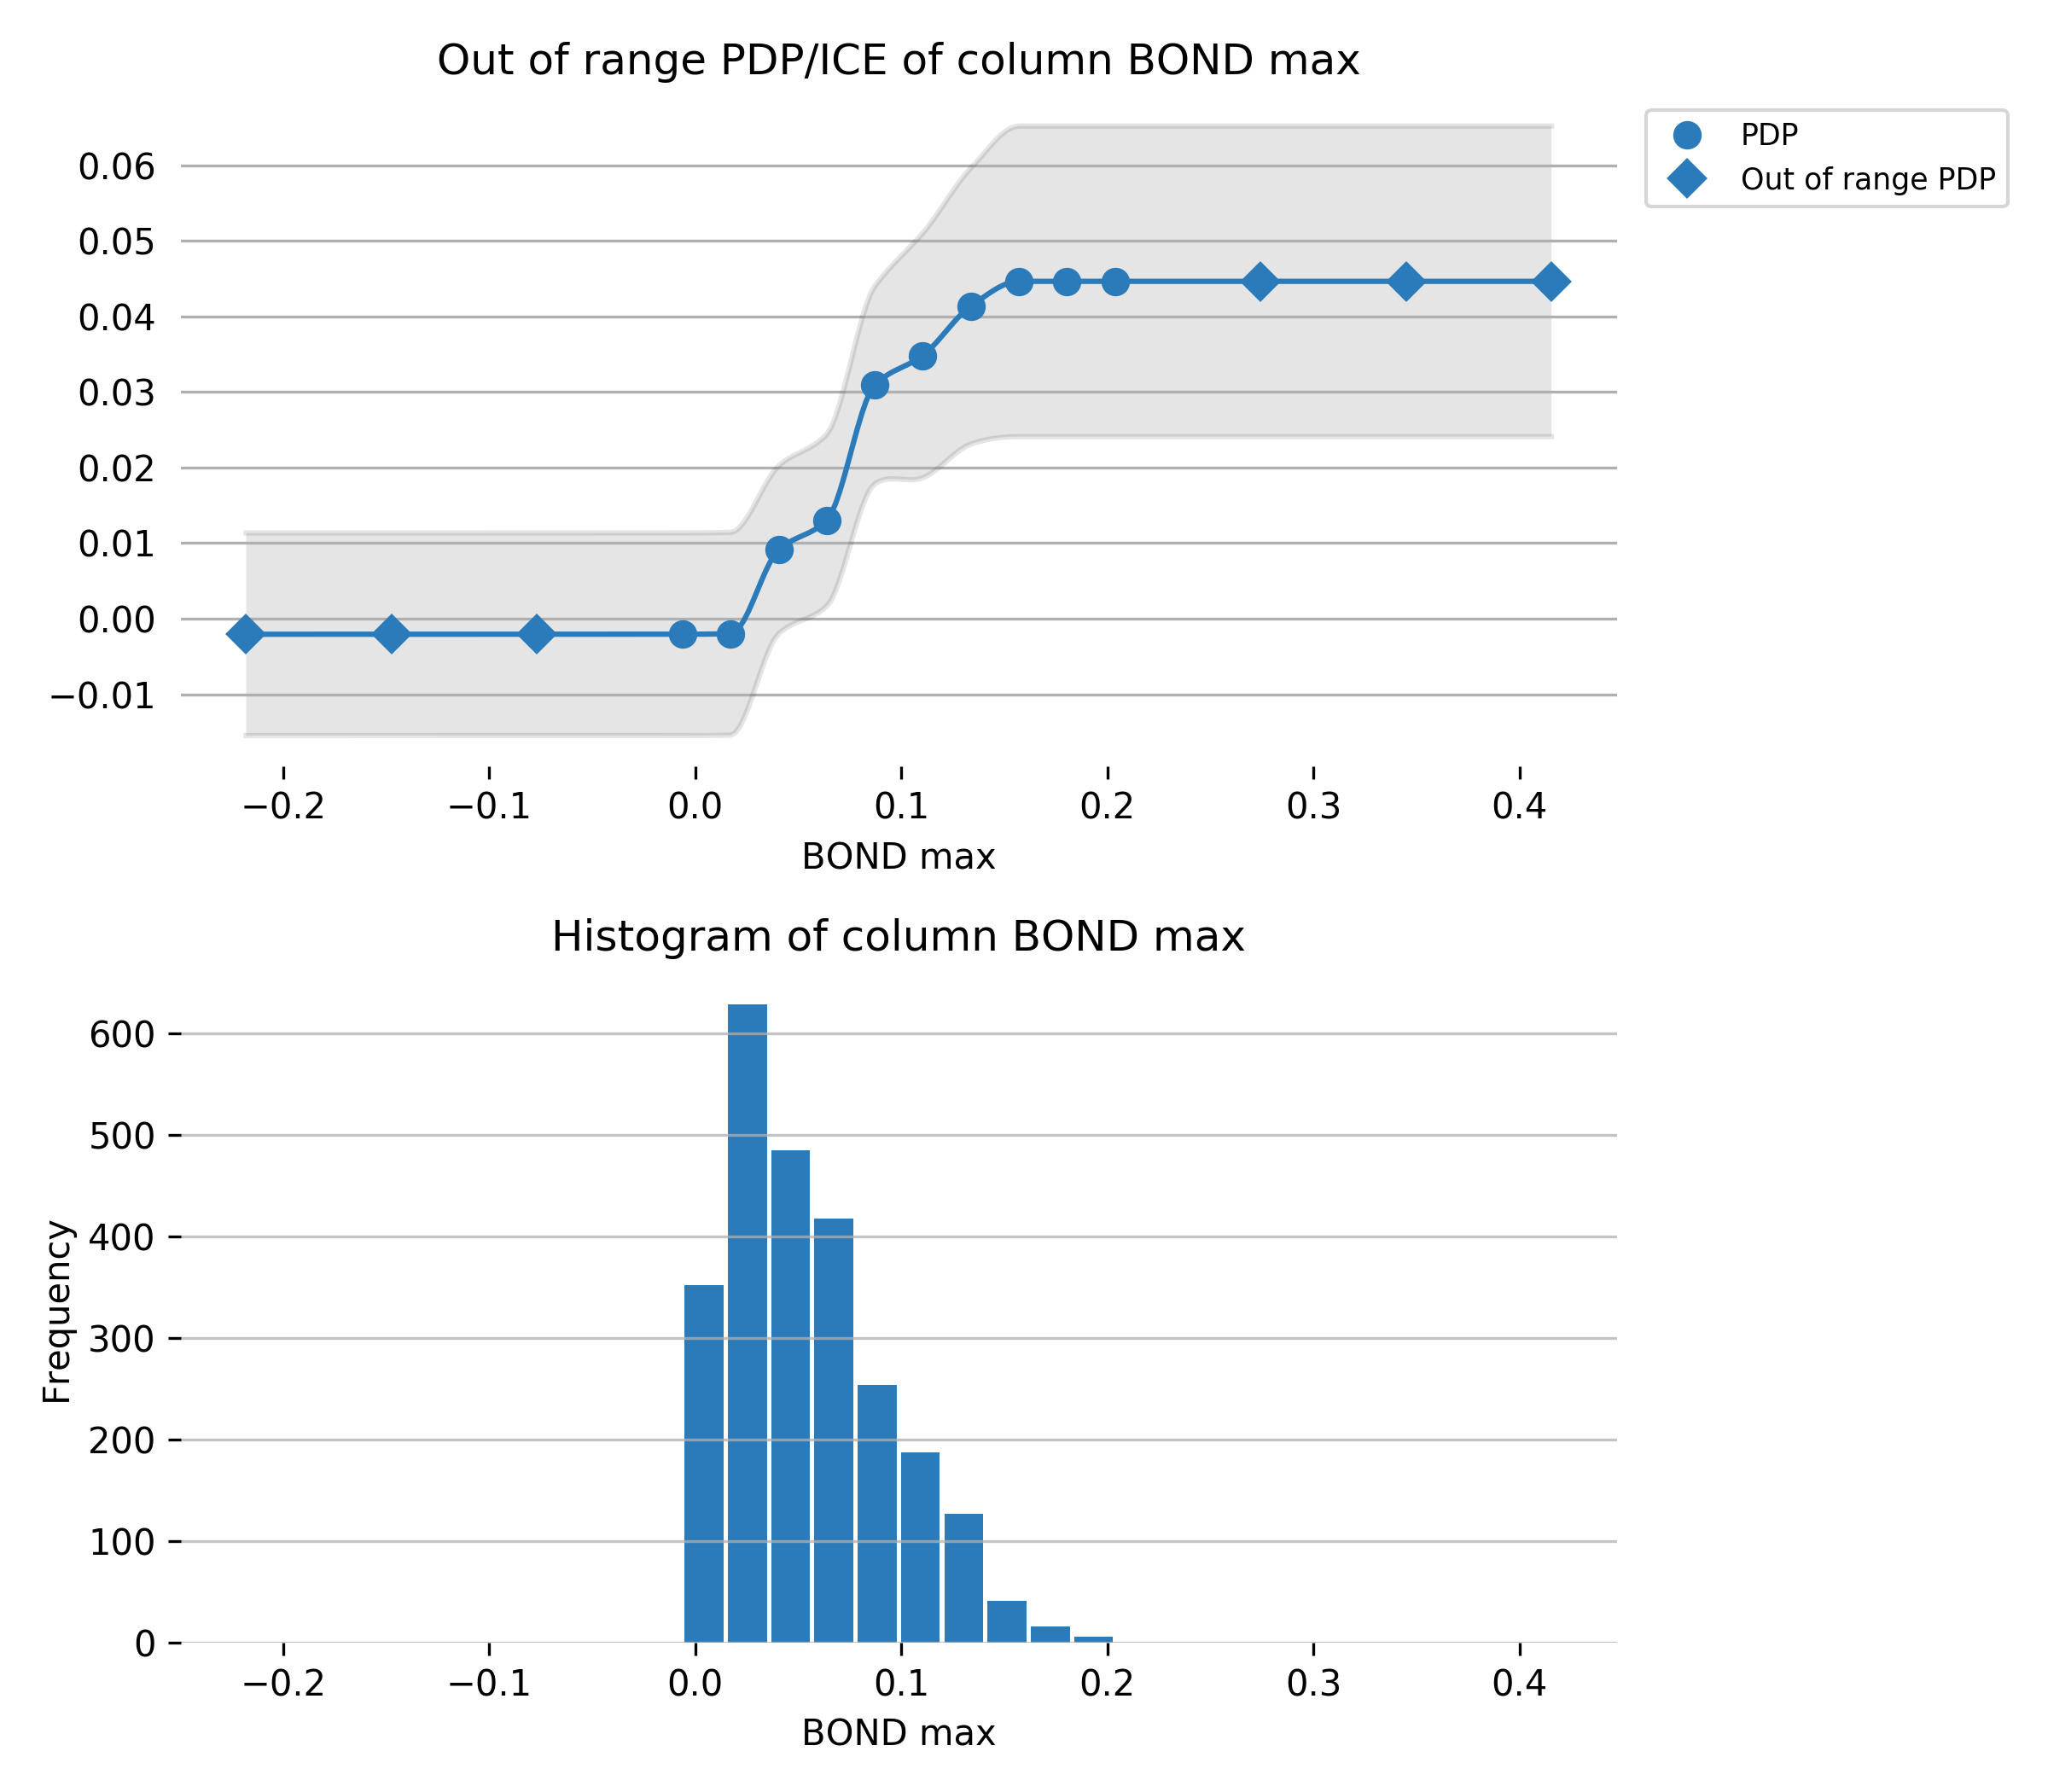 Out of range PDP/ICE of column BOND max
PDP
Out of range PDP
0.06
0.05
0.04
0.03
0.02
0.01
0.00
−0.01
−0.2 −0.1 0.0 0.1 0.2 0.3 0.4
BOND max
Histogram of column BOND max
Frequency
600
500
400
300
200
100
0
−0.2 −0.1 0.0 0.1 0.2 0.3 0.4
BOND max